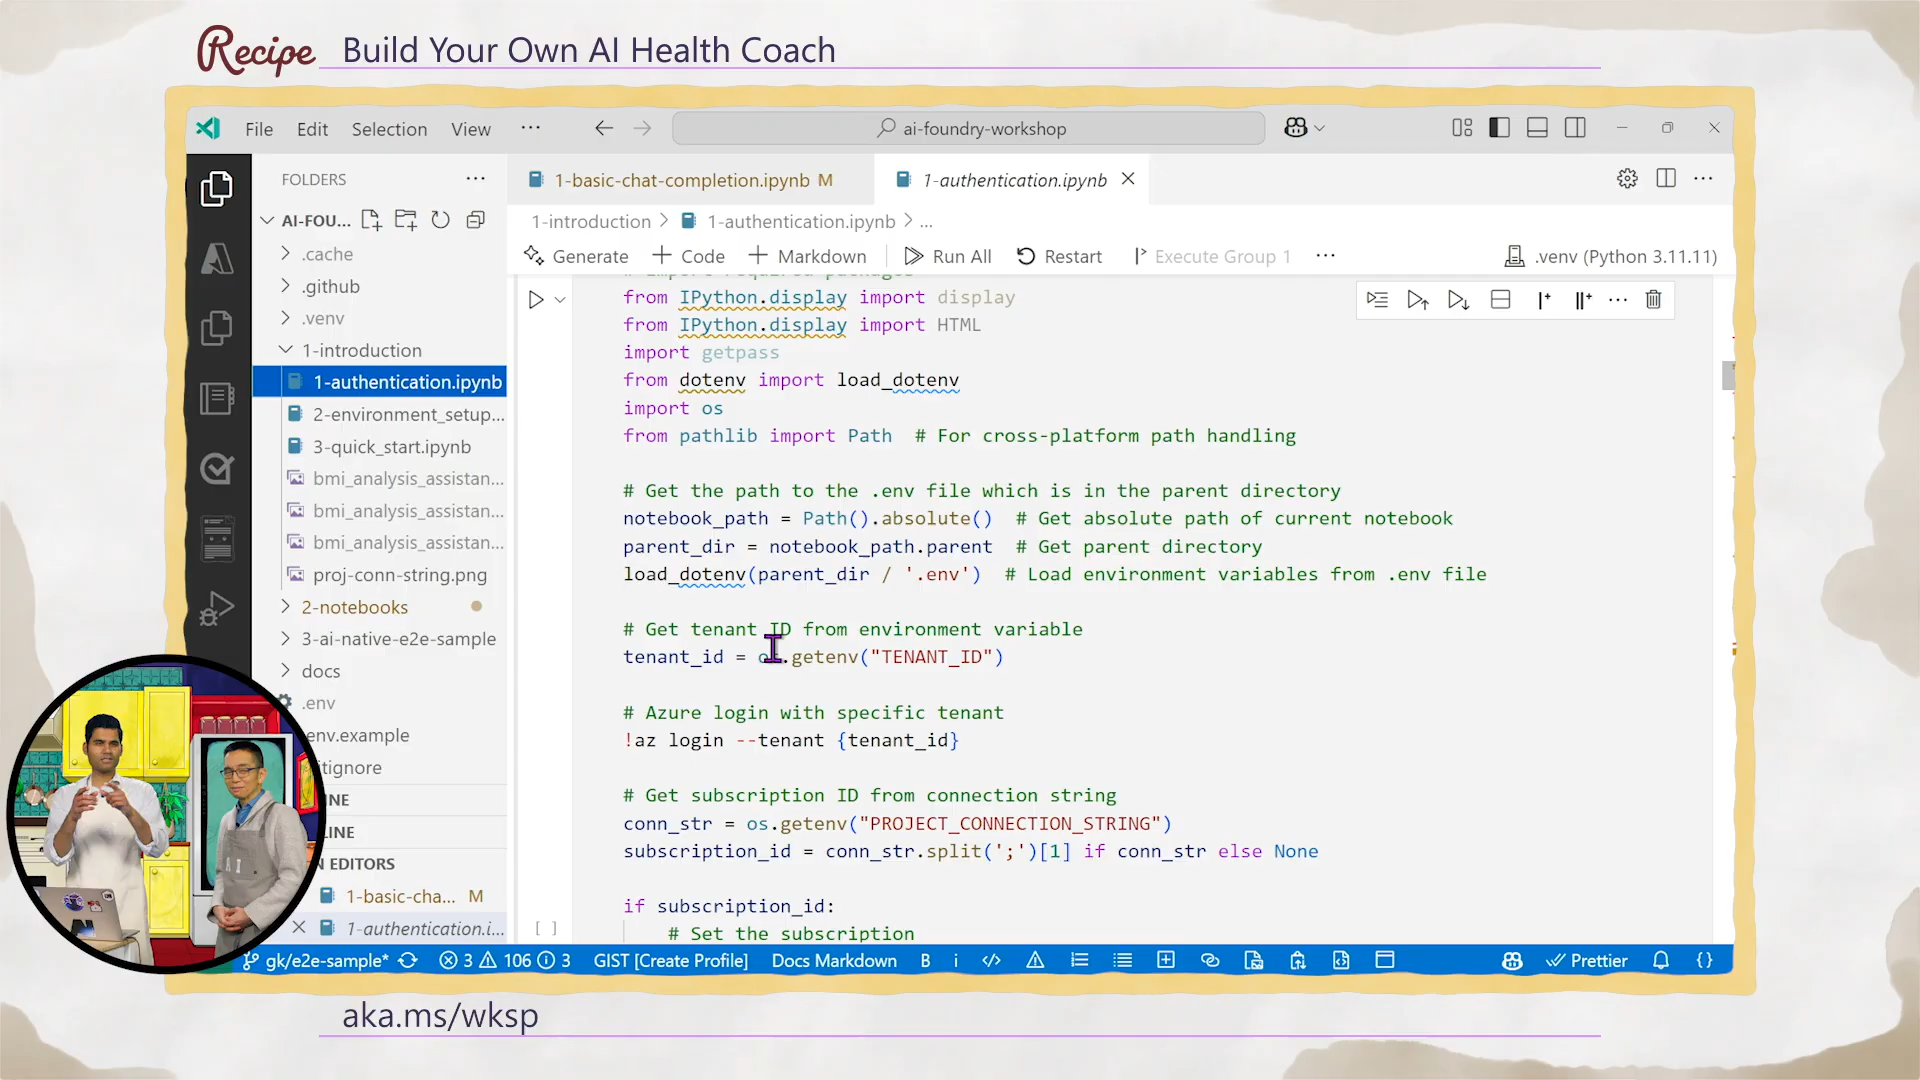 Recipe Build Your Own AI Health Coach
File Edit Selection View ··· ai-foundry-workshop
FOLDERS ···
1-basic-chat-completion.ipynb M
1-authentication.ipynb
AI-FOU...
1-introduction > 1-authentication.ipynb > ...
Generate + Code + Markdown Run All Restart Execute Group 1 ··· .venv (Python 3.11.11)
.cache
.github
.venv
1-introduction
1-authentication.ipynb
2-environment_setup...
3-quick_start.ipynb
bmi_analysis_assistan...
bmi_analysis_assistan...
bmi_analysis_assistan...
proj-conn-string.png
2-notebooks
3-ai-native-e2e-sample
docs
.env
env.example
itignore
INE
LINE
N EDITORS
1-basic-cha... M
1-authentication.i...
# Import required packages
from IPython.display import display
from IPython.display import HTML
import getpass
from dotenv import load_dotenv
import os
from pathlib import Path # For cross-platform path handling
# Get the path to the .env file which is in the parent directory
notebook_path = Path().absolute() # Get absolute path of current notebook
parent_dir = notebook_path.parent # Get parent directory
load_dotenv(parent_dir / '.env') # Load environment variables from .env file
# Get tenant ID from environment variable
tenant_id = os.getenv("TENANT_ID")
# Azure login with specific tenant
!az login --tenant {tenant_id}
# Get subscription ID from connection string
conn_str = os.getenv("PROJECT_CONNECTION_STRING")
subscription_id = conn_str.split(';')[1] if conn_str else None
if subscription_id:
# Set the subscription
[ ]
gk/e2e-sample* 3 106 3 GIST [Create Profile] Docs Markdown B i </> Prettier {}
AI
aka.ms/wksp